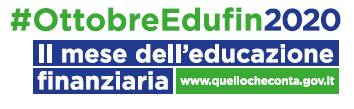 #OttobreEdufin2020
Il mese dell'educazione
finanziaria www.quellocheconta.gov.it